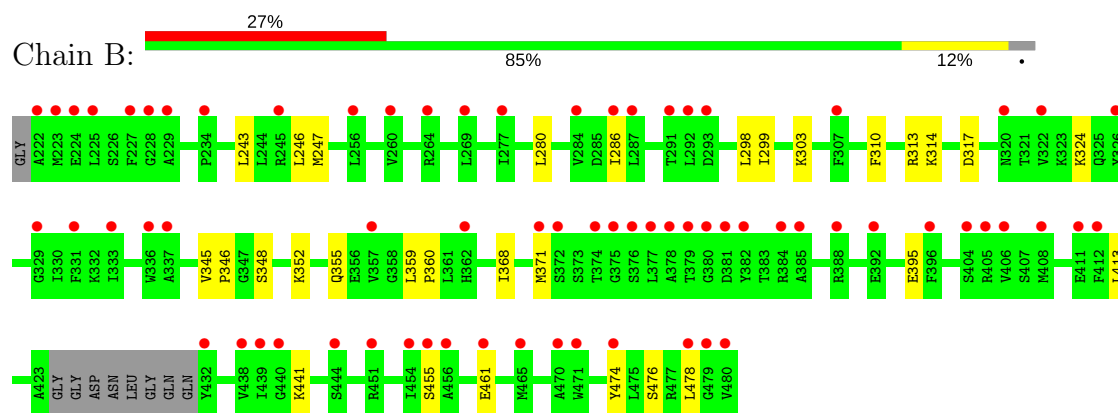 27%
Chain B:
85%
12%
GLY A222 M223 E224 L225 S226 F227 G228 A229 P234 L243 L244 R245 L246 M247 L256 V260 R264 L269 I277 L280 V284 D285 I286 L287 T291 L292 D293 L298 I299 K303 F307 F310 R313 K314 D317 N320 T321 V322 K323 K324 Q325
G329 I330 F331 K332 I333 W336 A337 V345 P346 G347 S348 K352 Q355 E356 V357 G358 L359 P360 L361 H362 I368 M371 S372 S373 T374 G375 S376 L377 A378 T379 G380 D381 Y382 T383 R384 A385 R388 E392 E395 F396 S404 R405 V406 S407 M408 E411 F412
A423 GLY GLY ASP ASN LEU GLY GLN GLN Y432 V438 I439 G440 K441 S444 R451 I454 S455 A456 E461 M465 A470 W471 Y474 L475 S476 R477 L478 G479 V480